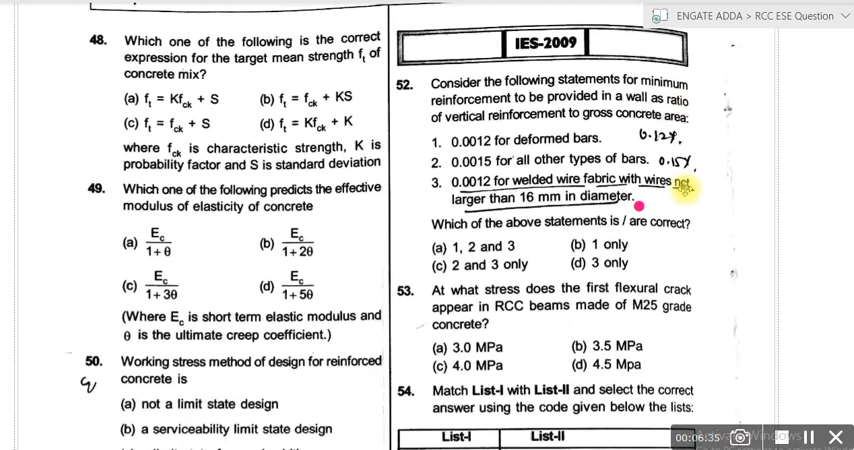 ENGATE ADDA > RCC ESE Question
48. Which one of the following is the correct
expression for the target mean strength fₜ of
concrete mix?
(a) fₜ = Kf_ck + S (b) fₜ = f_ck + KS
(c) fₜ = f_ck + S (d) fₜ = Kf_ck + K
where f_ck is characteristic strength, K is
probability factor and S is standard deviation
49. Which one of the following predicts the effective
modulus of elasticity of concrete
(a) E_c / 1 + θ (b) E_c / 1 + 2θ
(c) E_c / 1 + 3θ (d) E_c / 1 + 5θ
(Where E_c is short term elastic modulus and
θ is the ultimate creep coefficient.)
50. Working stress method of design for reinforced
concrete is
(a) not a limit state design
(b) a serviceability limit state design
IES-2009
52. Consider the following statements for minimum
reinforcement to be provided in a wall as ratio
of vertical reinforcement to gross concrete area:
1. 0.0012 for deformed bars. 0.12%.
2. 0.0015 for all other types of bars. 0.15%.
3. 0.0012 for welded wire fabric with wires not
larger than 16 mm in diameter.
Which of the above statements is / are correct?
(a) 1, 2 and 3 (b) 1 only
(c) 2 and 3 only (d) 3 only
53. At what stress does the first flexural crack
appear in RCC beams made of M25 grade
concrete?
(a) 3.0 MPa (b) 3.5 MPa
(c) 4.0 MPa (d) 4.5 Mpa
54. Match List-I with List-II and select the correct
answer using the code given below the lists:
List-I List-II
00:06:35